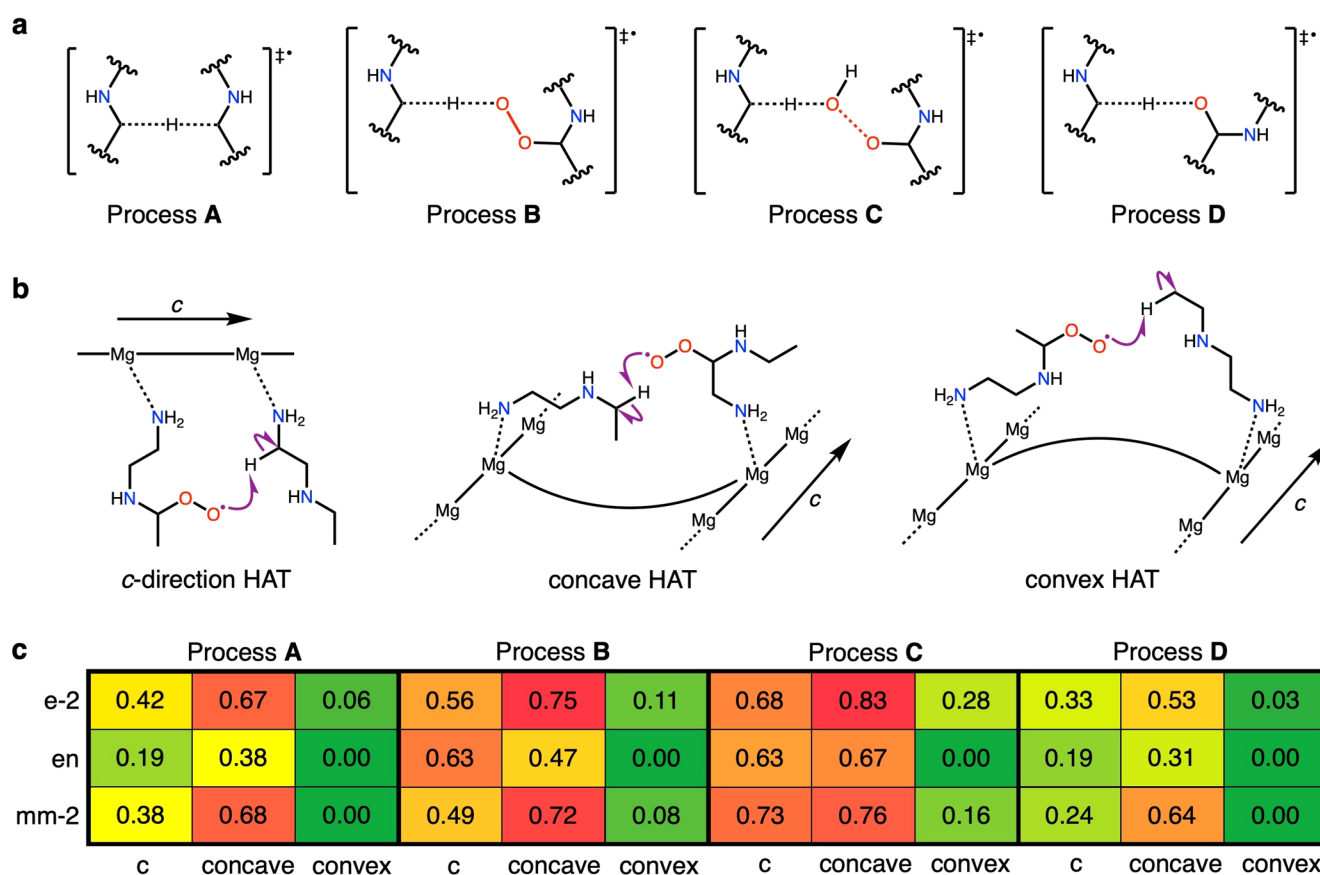 a
‡•
‡•
‡•
‡•
HN
H
NH
HN
H
O
O
NH
HN
H
O
H
O
NH
HN
H
O
NH
Process A
Process B
Process C
Process D
b
c
Mg
Mg
NH2
NH2
HN
O
O•
H
HN
c-direction HAT
H2N
H
N
H
•O
O
H
N
NH2
Mg
Mg
Mg
Mg
Mg
Mg
c
concave HAT
H2N
NH
O
O•
H
HN
NH2
Mg
Mg
Mg
Mg
Mg
Mg
c
convex HAT
c
Process A
Process B
Process C
Process D
e-2 0.42 0.67 0.06 0.56 0.75 0.11 0.68 0.83 0.28 0.33 0.53 0.03
en 0.19 0.38 0.00 0.63 0.47 0.00 0.63 0.67 0.00 0.19 0.31 0.00
mm-2 0.38 0.68 0.00 0.49 0.72 0.08 0.73 0.76 0.16 0.24 0.64 0.00
c concave convex c concave convex c concave convex c concave convex